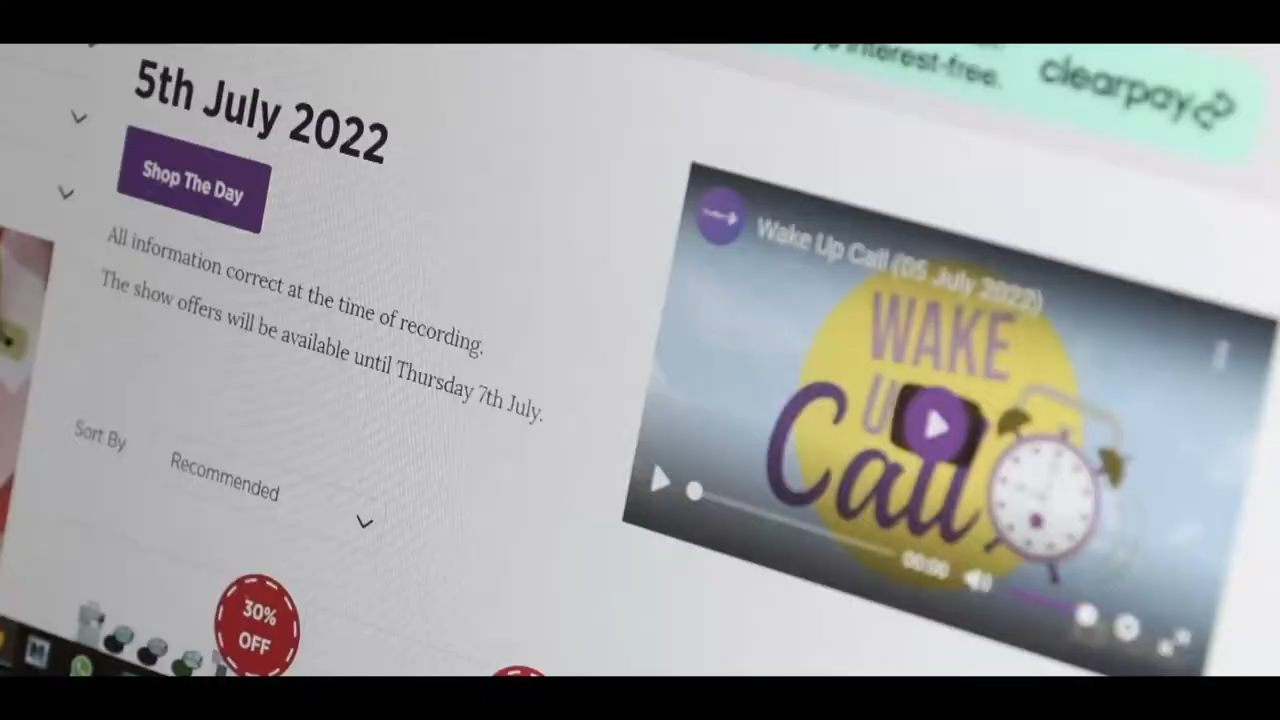 interest-free.
clearpay
5th July 2022
Shop The Day
All information correct at the time of recording.
The show offers will be available until Thursday 7th July.
Sort By
Recommended
30%
OFF
Wake Up Call (05 July 2022)
WAKE
U
Call
00:00